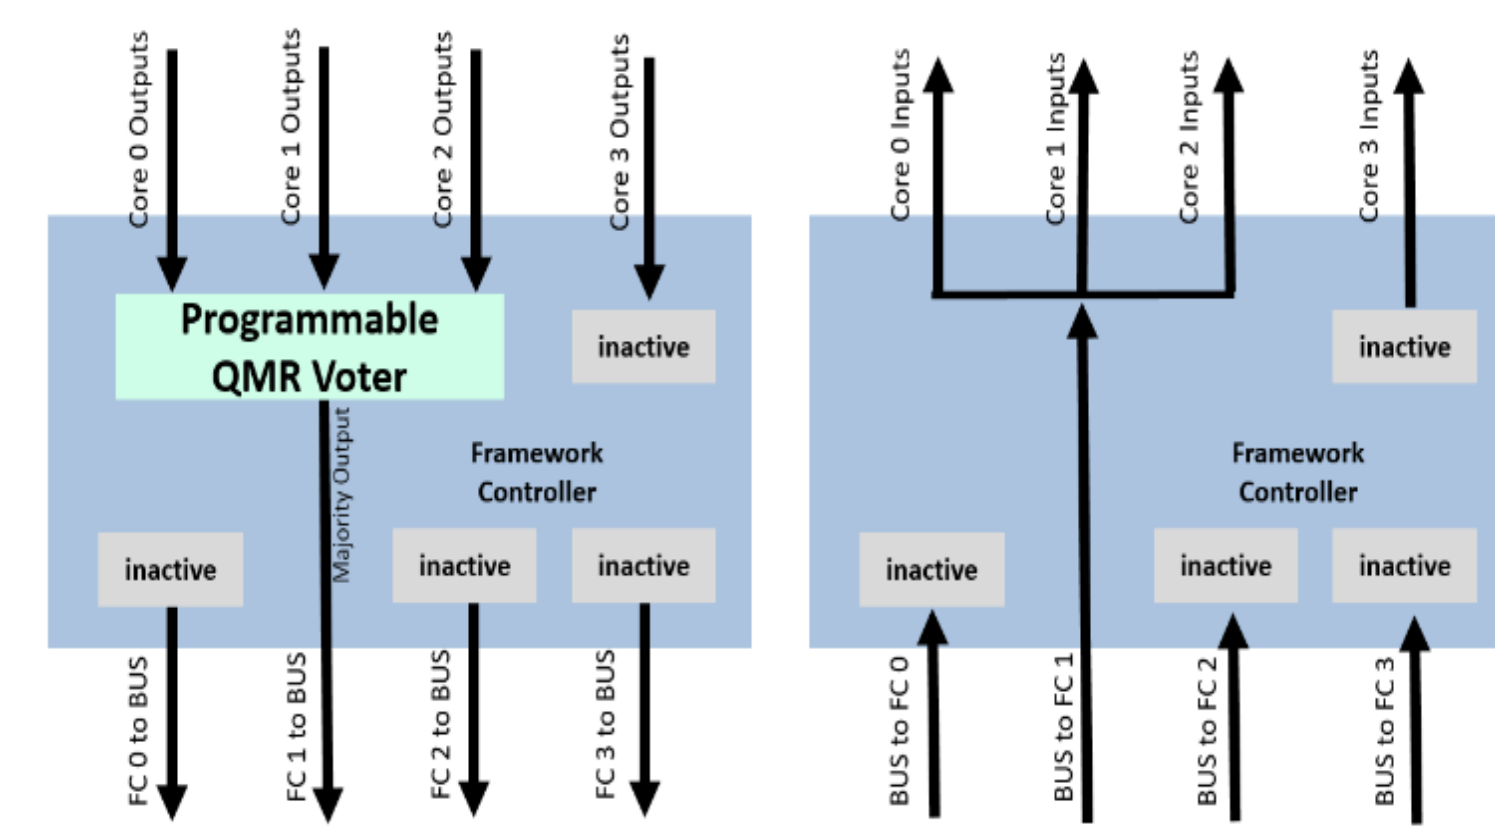 Core 0 Outputs
Core 1 Outputs
Core 2 Outputs
Core 3 Outputs
Programmable
QMR Voter
inactive
Majority Output
Framework
Controller
inactive
inactive
inactive
FC 0 to BUS
FC 1 to BUS
FC 2 to BUS
FC 3 to BUS
Core 0 Inputs
Core 1 Inputs
Core 2 Inputs
Core 3 Inputs
inactive
Framework
Controller
inactive
inactive
inactive
BUS to FC 0
BUS to FC 1
BUS to FC 2
BUS to FC 3